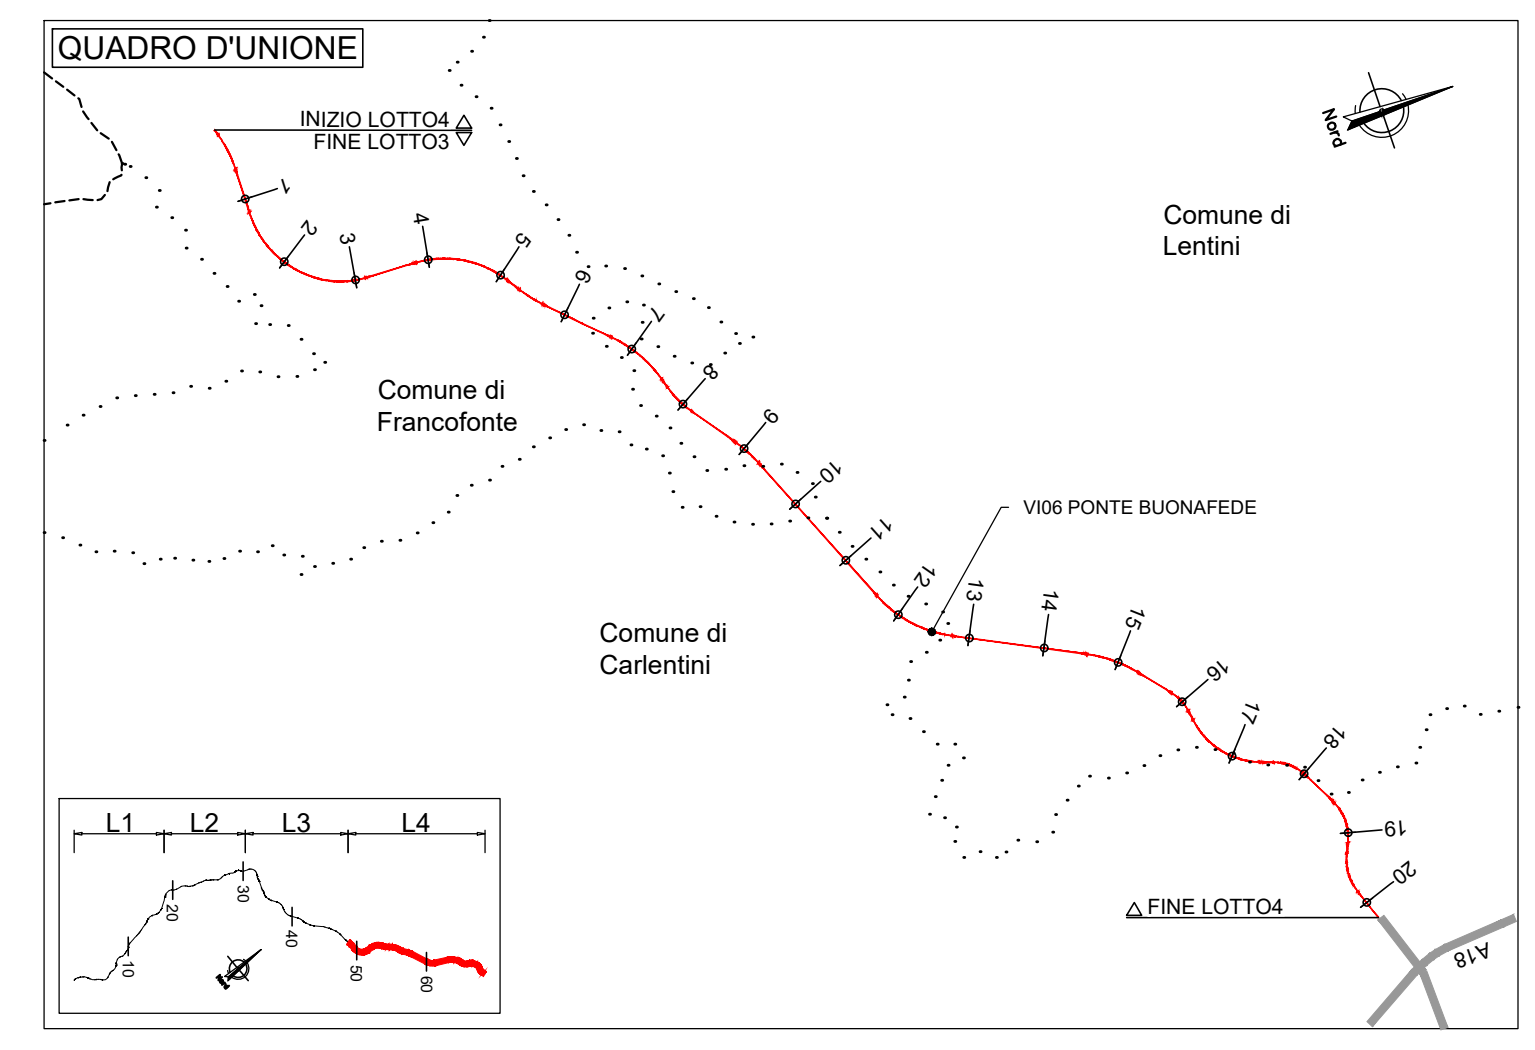 QUADRO D'UNIONE
INIZIO LOTTO4
FINE LOTTO3
Nord
1
2
3
4
5
6
7
8
9
10
11
12
13
14
15
16
17
18
19
20
Comune di
Lentini
Comune di
Francofonte
VI06 PONTE BUONAFEDE
Comune di
Carlentini
FINE LOTTO4
A18
L1
L2
L3
L4
10
20
30
40
50
60